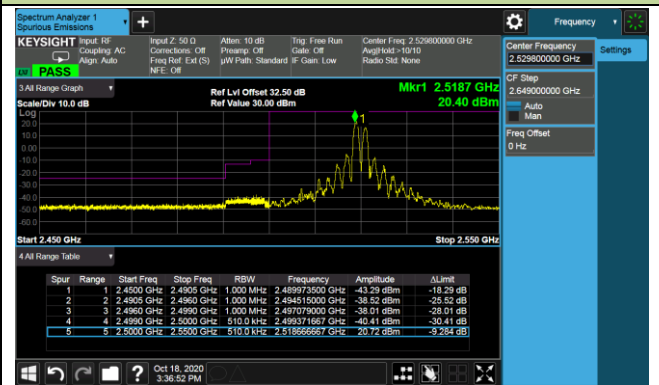 Spectrum Analyzer 1
Spurious Emissions
Frequency
KEYSIGHT
Input: RF
Coupling: AC
Align: Auto
Input Z: 50 Ω
Corrections: Off
Freq Ref: Ext (S)
NFE: Off
Atten: 10 dB
Preamp: Off
µW Path: Standard
Trig: Free Run
Gate: Off
IF Gain: Low
Center Freq: 2.529800000 GHz
Avg|Hold:>10/10
Radio Std: None
PASS
Center Frequency
2.529800000 GHz
Settings
CF Step
2.649000000 GHz
Auto
Man
Freq Offset
0 Hz
3 All Range Graph
Scale/Div 10.0 dB
Ref Lvl Offset 32.50 dB
Ref Value 30.00 dBm
Mkr1 2.5187 GHz
20.40 dBm
Log
20.0
10.0
0.00
-10.0
-20.0
-30.0
-40.0
-50.0
-60.0
1
Start 2.450 GHz
Stop 2.550 GHz
4 All Range Table
Spur Range Start Freq Stop Freq RBW Frequency Amplitude ΔLimit
1 1 2.4500 GHz 2.4905 GHz 1.000 MHz 2.489973500 GHz -43.29 dBm -18.29 dB
2 2 2.4905 GHz 2.4960 GHz 1.000 MHz 2.494515000 GHz -38.52 dBm -25.52 dB
3 3 2.4960 GHz 2.4990 GHz 1.000 MHz 2.497079000 GHz -38.01 dBm -28.01 dB
4 4 2.4990 GHz 2.5000 GHz 510.0 kHz 2.499371667 GHz -40.41 dBm -30.41 dB
5 5 2.5000 GHz 2.5500 GHz 510.0 kHz 2.518666667 GHz 20.72 dBm -9.284 dB
Oct 18, 2020
3:36:52 PM